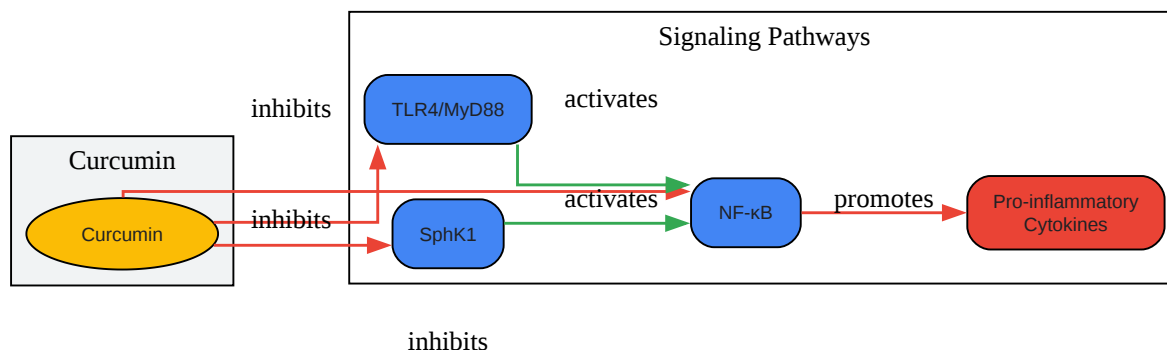 Signaling Pathways
inhibits
TLR4/MyD88
activates
Curcumin
Curcumin
inhibits
SphK1
activates
NF-κB
promotes
Pro-inflammatory
Cytokines
inhibits